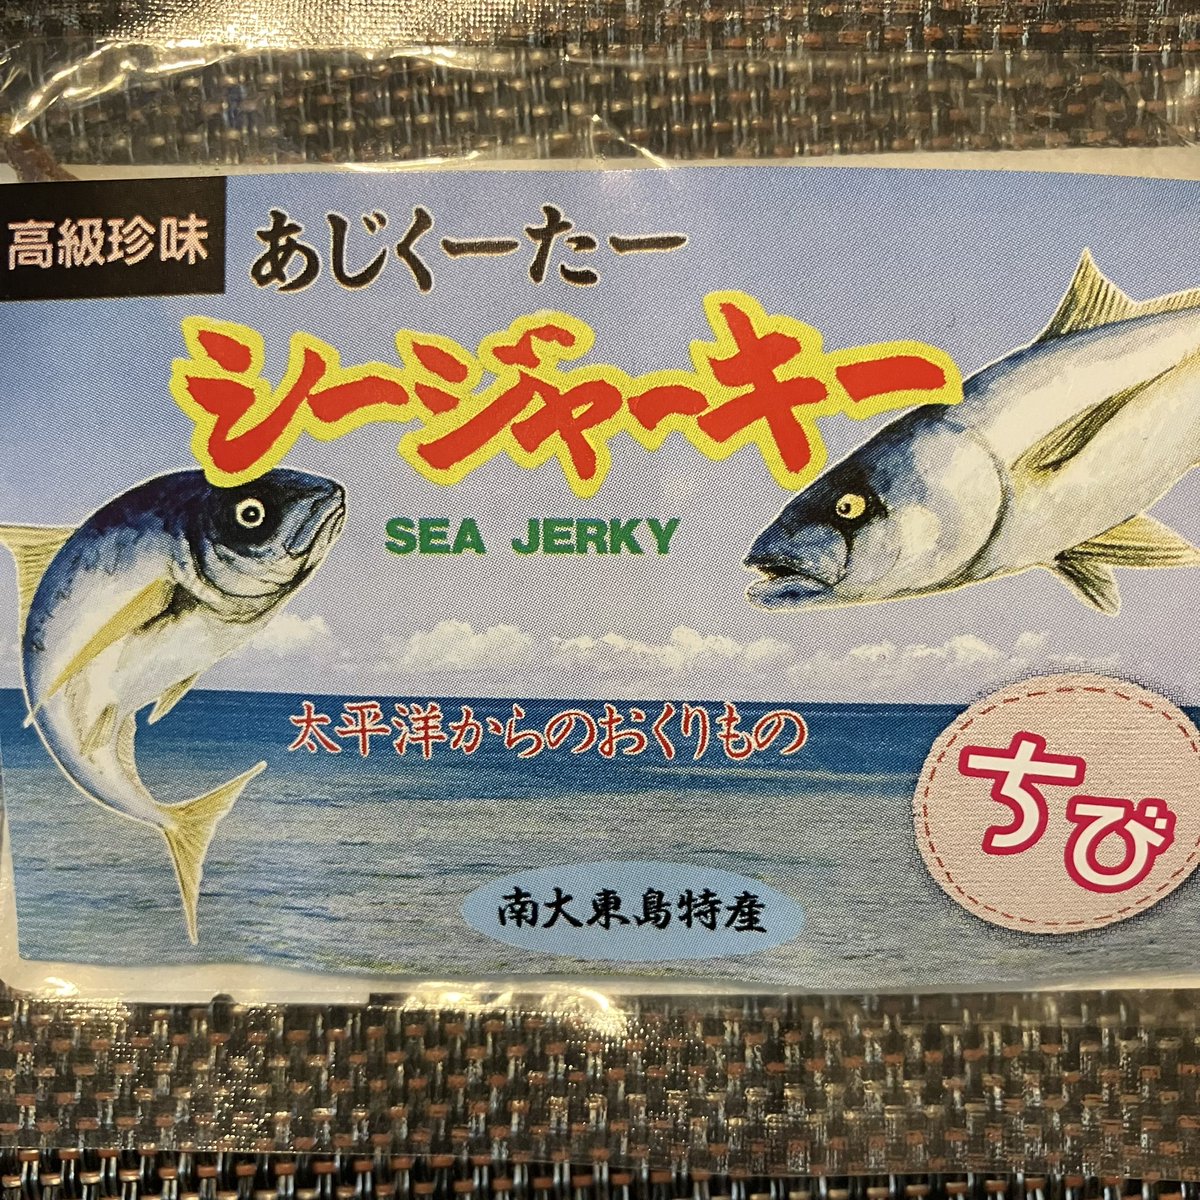 高級珍味
あじくーたー
シージャーキー
SEA JERKY
太平洋からのおくりもの
ちび
南大東島特産